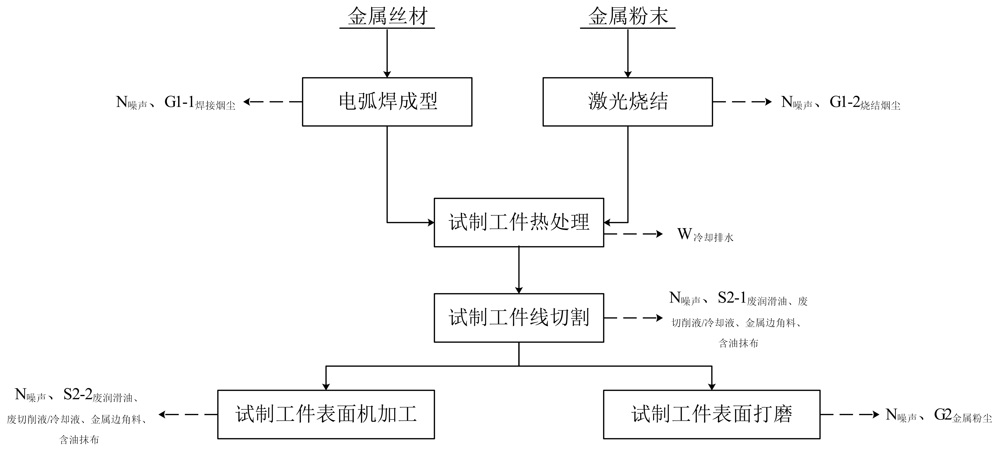 金属丝材
金属粉末
N噪声、G1-1焊接烟尘
电弧焊成型
激光烧结
N噪声、G1-2烧结烟尘
试制工件热处理
W冷却排水
试制工件线切割
N噪声、S2-1废润滑油、废
切削液/冷却液、金属边角料、
含油抹布
N噪声、S2-2废润滑油、
废切削液/冷却液、金属边角料、
含油抹布
试制工件表面机加工
试制工件表面打磨
N噪声、G2金属粉尘